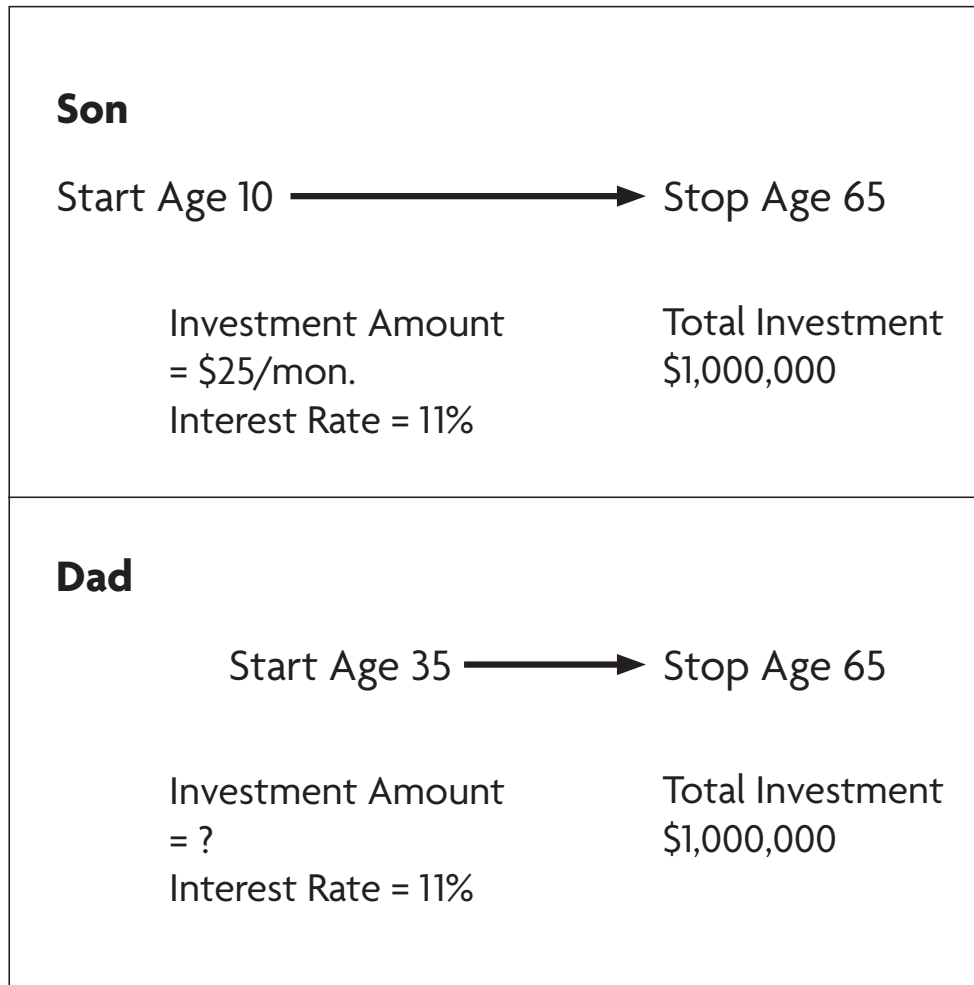 Son
Start Age 10
Stop Age 65
Investment Amount
= $25/mon.
Interest Rate = 11%
Total Investment
$1,000,000
Dad
Start Age 35
Stop Age 65
Investment Amount
= ?
Interest Rate = 11%
Total Investment
$1,000,000